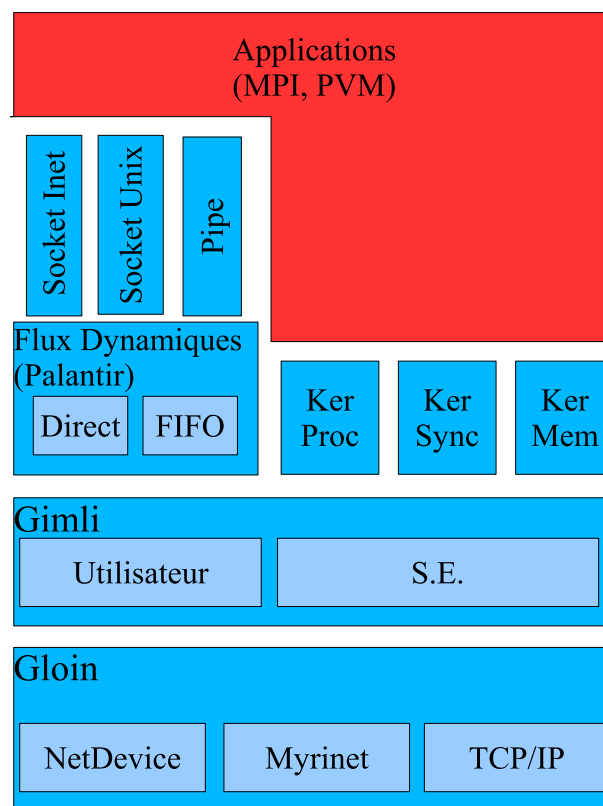 Applications
(MPI, PVM)
Socket Inet
Socket Unix
Pipe
Flux Dynamiques
(Palantir)
Direct
FIFO
Ker
Proc
Ker
Sync
Ker
Mem
Gimli
Utilisateur
S.E.
Gloin
NetDevice
Myrinet
TCP/IP